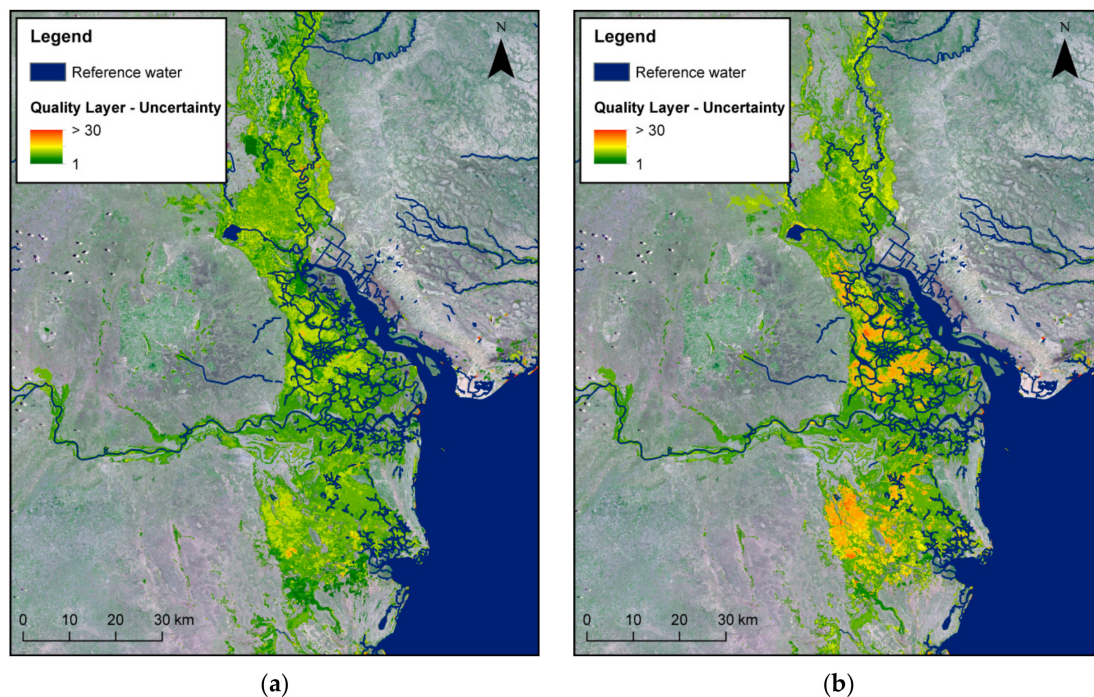 Legend
N
Reference water
Quality Layer - Uncertainty
> 30
1
0 10 20 30 km
(a)
Legend
N
Reference water
Quality Layer - Uncertainty
> 30
1
0 10 20 30 km
(b)